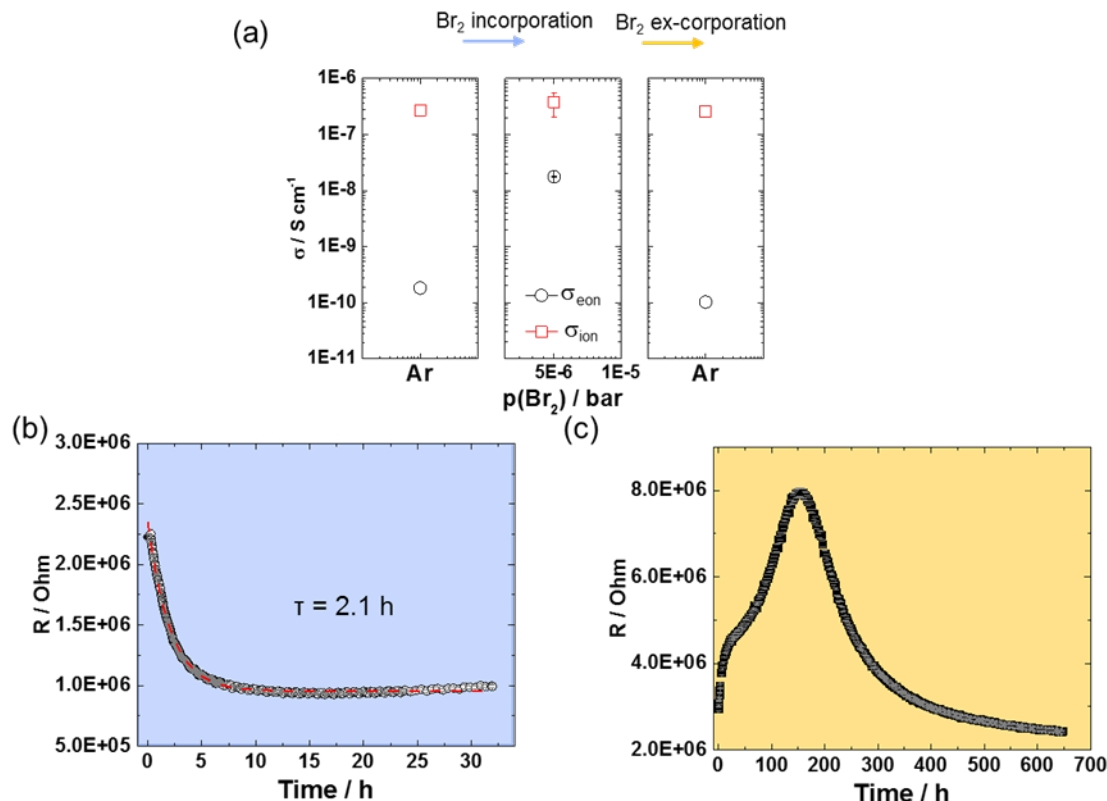 (a)
Br₂ incorporation
Br₂ ex-corporation
1E-6
1E-7
1E-8
1E-9
1E-10
1E-11
σ / S cm⁻¹
σeon
σion
Ar
5E-6 1E-5
Ar
p(Br₂) / bar
(b)
3.0E+06
2.5E+06
2.0E+06
1.5E+06
1.0E+06
5.0E+05
R / Ohm
τ = 2.1 h
0 5 10 15 20 25 30
Time / h
(c)
8.0E+06
6.0E+06
4.0E+06
2.0E+06
R / Ohm
0 100 200 300 400 500 600 700
Time / h